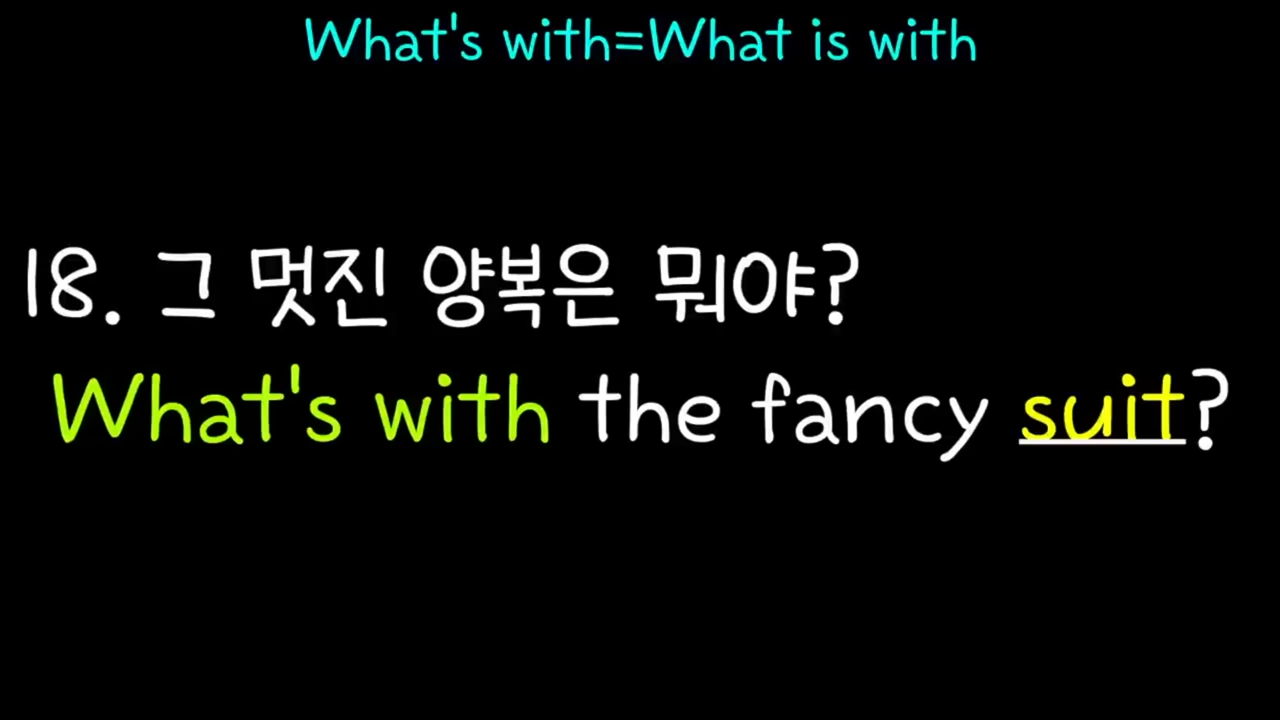 What's with=What is with
18. 그 멋진 양복은 뭐야?
What's with the fancy suit?